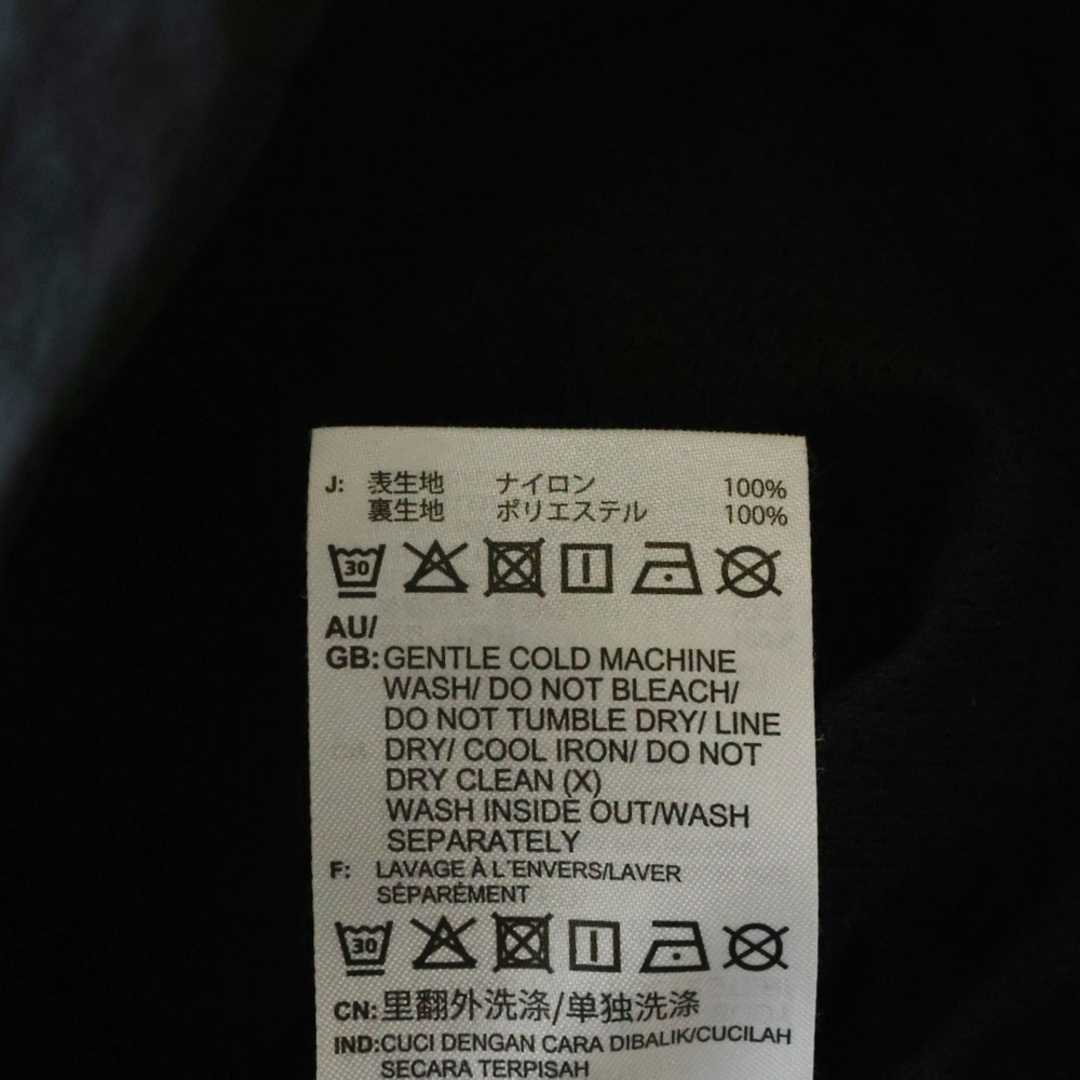 J: 表生地 ナイロン 100%
裏生地 ポリエステル 100%
30
AU/
GB: GENTLE COLD MACHINE
WASH/ DO NOT BLEACH/
DO NOT TUMBLE DRY/ LINE
DRY/ COOL IRON/ DO NOT
DRY CLEAN (X)
WASH INSIDE OUT/WASH
SEPARATELY
F: LAVAGE À L'ENVERS/LAVER
SÉPARÉMENT
30
CN: 里翻外洗涤/单独洗涤
IND: CUCI DENGAN CARA DIBALIK/CUCILAH
SECARA TERPISAH